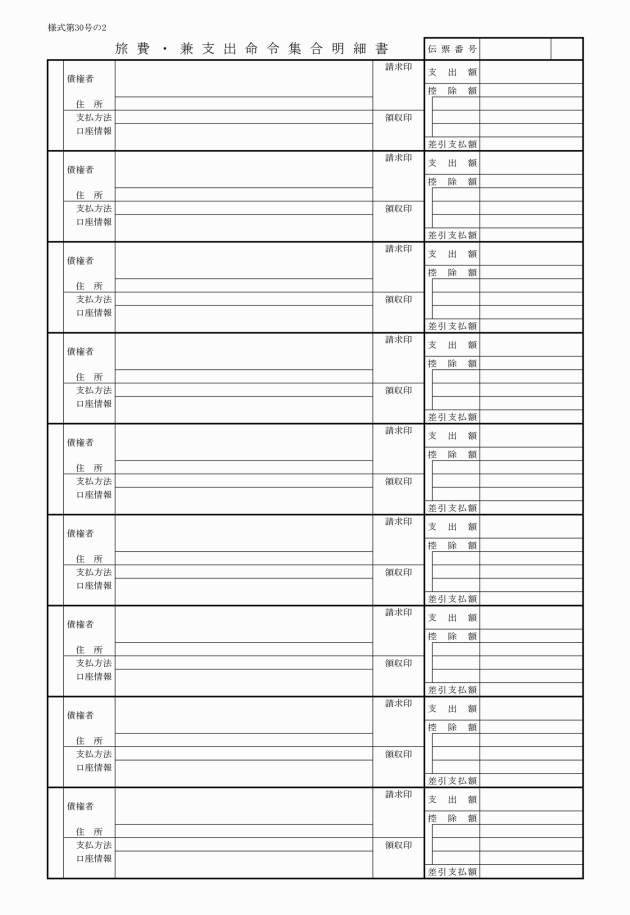 様式第30号の2
旅費・兼支出命令集合明細書 伝票番号
請求印 支出額
債権者
控除額
住所
支払方法 領収印
口座情報
差引支払額
請求印 支出額
債権者
控除額
住所
支払方法 領収印
口座情報
差引支払額
請求印 支出額
債権者
控除額
住所
支払方法 領収印
口座情報
差引支払額
請求印 支出額
債権者
控除額
住所
支払方法 領収印
口座情報
差引支払額
請求印 支出額
債権者
控除額
住所
支払方法 領収印
口座情報
差引支払額
請求印 支出額
債権者
控除額
住所
支払方法 領収印
口座情報
差引支払額
請求印 支出額
債権者
控除額
住所
支払方法 領収印
口座情報
差引支払額
請求印 支出額
債権者
控除額
住所
支払方法 領収印
口座情報
差引支払額
請求印 支出額
債権者
控除額
住所
支払方法 領収印
口座情報
差引支払額